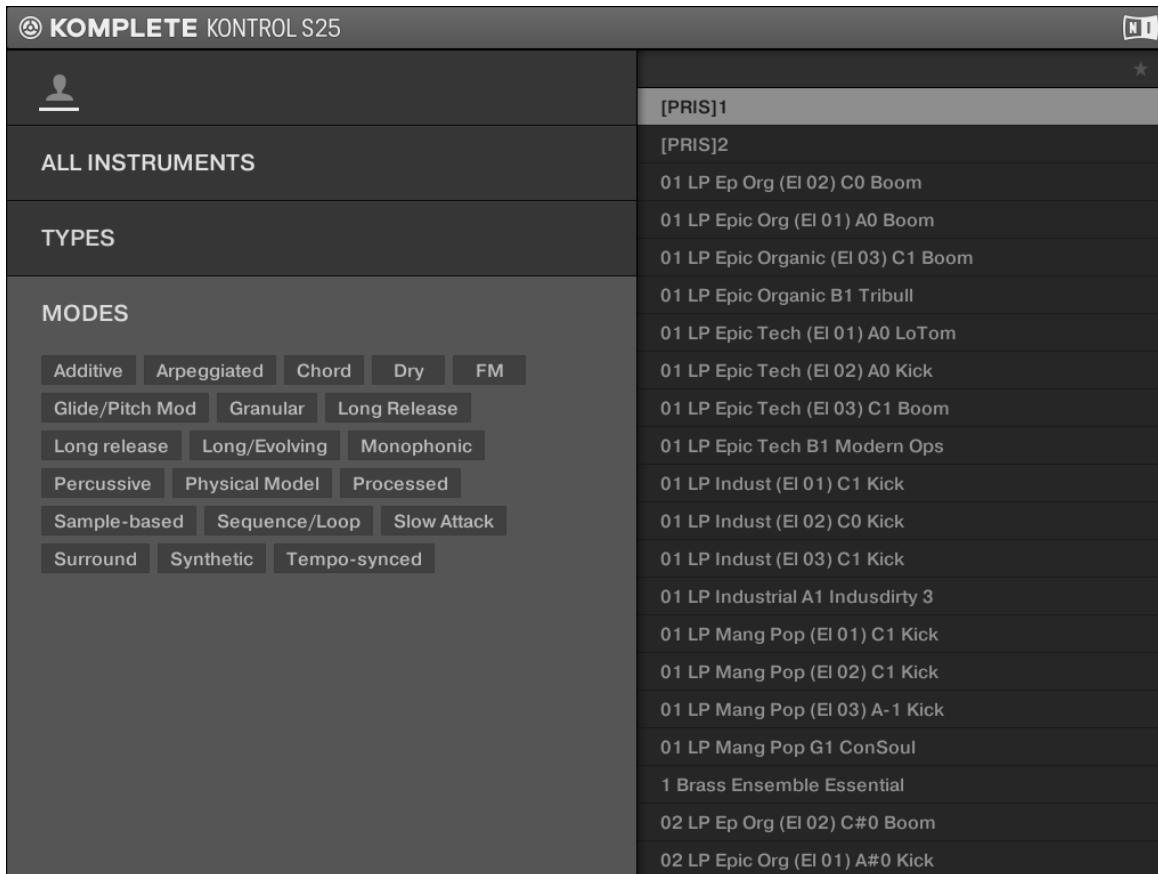 KOMPLETE KONTROL S25
NI
ALL INSTRUMENTS
TYPES
MODES
Additive Arpeggiated Chord Dry FM
Glide/Pitch Mod Granular Long Release
Long release Long/Evolving Monophonic
Percussive Physical Model Processed
Sample-based Sequence/Loop Slow Attack
Surround Synthetic Tempo-synced
[PRIS]1
[PRIS]2
01 LP Ep Org (El 02) C0 Boom
01 LP Epic Org (El 01) A0 Boom
01 LP Epic Organic (El 03) C1 Boom
01 LP Epic Organic B1 Tribull
01 LP Epic Tech (El 01) A0 LoTom
01 LP Epic Tech (El 02) A0 Kick
01 LP Epic Tech (El 03) C1 Boom
01 LP Epic Tech B1 Modern Ops
01 LP Indust (El 01) C1 Kick
01 LP Indust (El 02) C0 Kick
01 LP Indust (El 03) C1 Kick
01 LP Industrial A1 Indusdirty 3
01 LP Mang Pop (El 01) C1 Kick
01 LP Mang Pop (El 02) C1 Kick
01 LP Mang Pop (El 03) A-1 Kick
01 LP Mang Pop G1 ConSoul
1 Brass Ensemble Essential
02 LP Ep Org (El 02) C#0 Boom
02 LP Epic Org (El 01) A#0 Kick